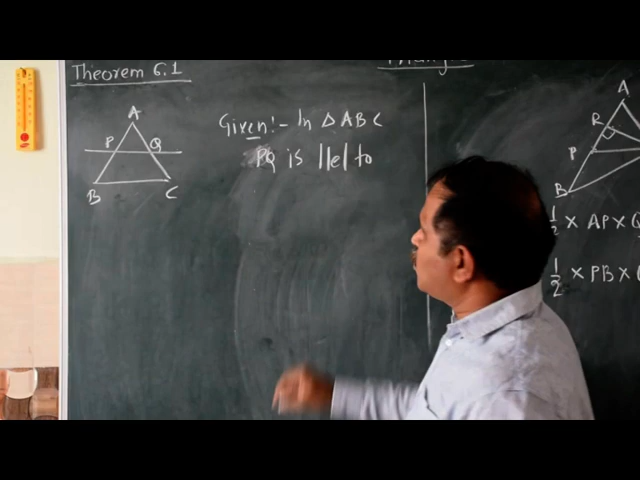 Theorem 6.1
Given:- In △ ABC
PQ is ||el to
A
P Q
B C
A
R
P
B
1/2 × AP × Q
1/2 × PB ×